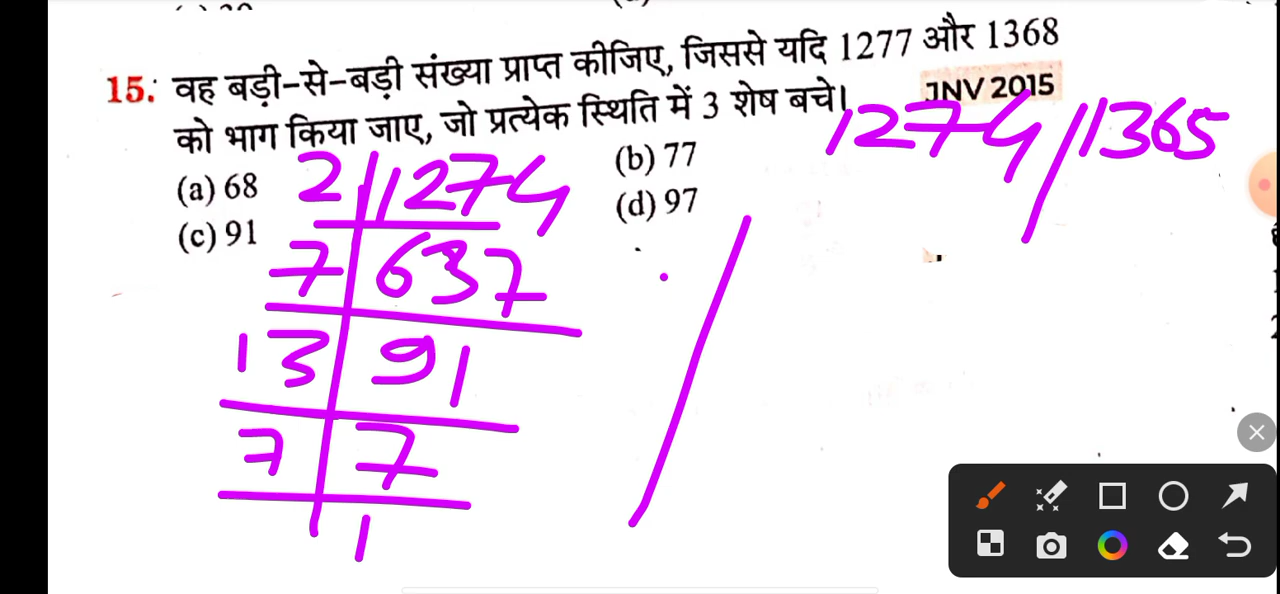 15. वह बड़ी-से-बड़ी संख्या प्राप्त कीजिए, जिससे यदि 1277 और 1368
को भाग किया जाए, जो प्रत्येक स्थिति में 3 शेष बचे।
JNV 2015
1274/1365
(a) 68
(b) 77
(c) 91
(d) 97
2 | 1274
7 | 637
13 | 91
7 | 7
1